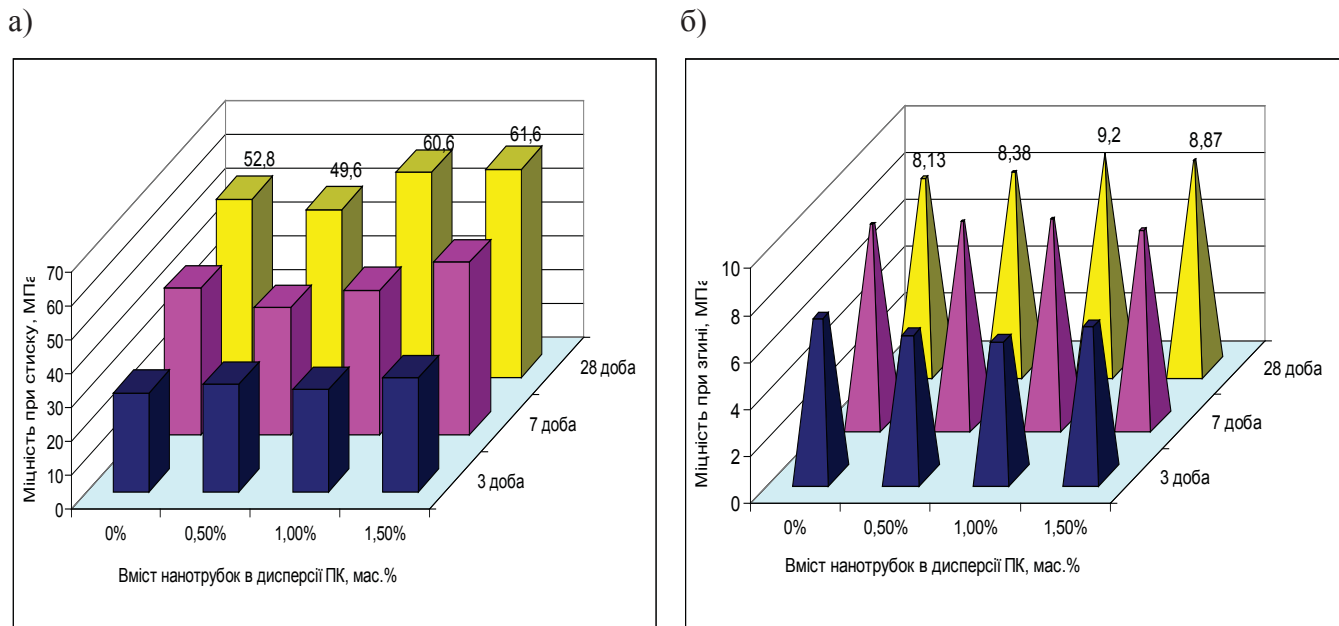 а)
52,8
49,6
60,6
61,6
70
60
50
40
30
20
10
0
Міцність при стиску, МПа
28 доба
7 доба
3 доба
0%
0,50%
1,00%
1,50%
Вміст нанотрубок в дисперсії ПК, мас.%
б)
8,13
8,38
9,2
8,87
10
8
6
4
2
0
Міцність при згині, МПа
28 доба
7 доба
3 доба
0%
0,50%
1,00%
1,50%
Вміст нанотрубок в дисперсії ПК, мас.%